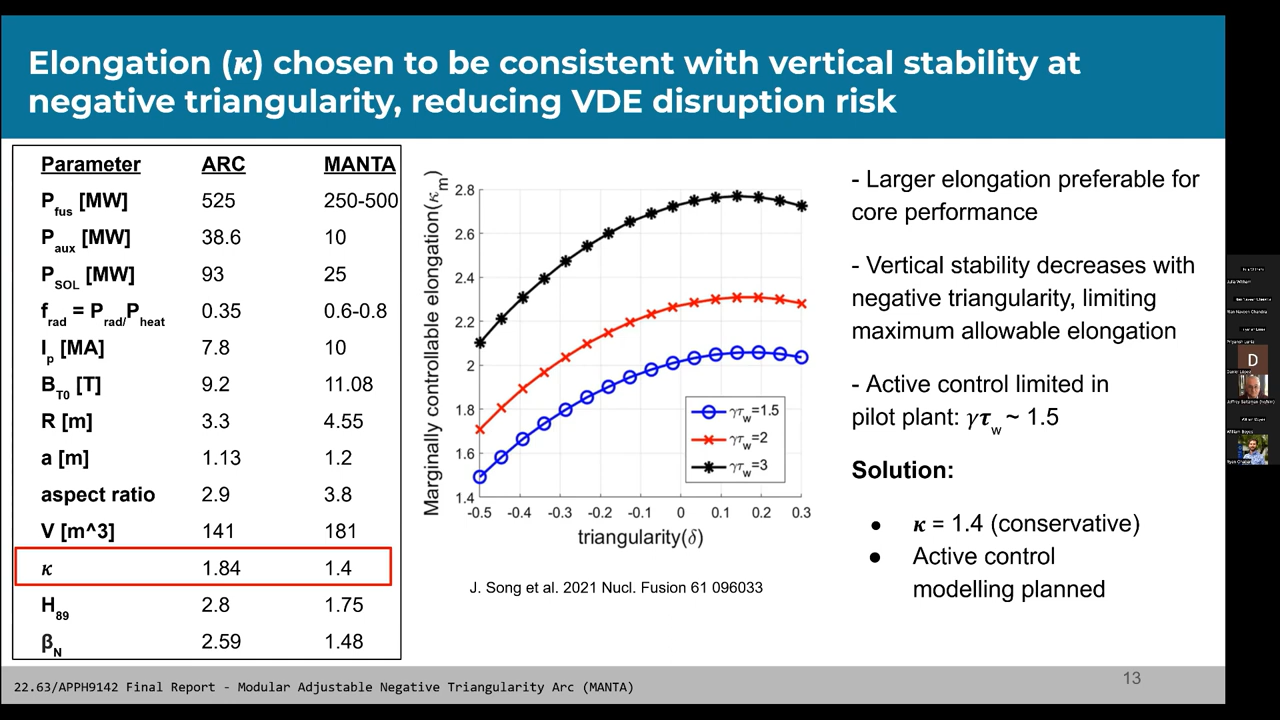 Elongation (κ) chosen to be consistent with vertical stability at
negative triangularity, reducing VDE disruption risk
Parameter ARC MANTA
P_fus [MW] 525 250-500
P_aux [MW] 38.6 10
P_SOL [MW] 93 25
f_rad = P_rad/P_heat 0.35 0.6-0.8
I_p [MA] 7.8 10
B_T0 [T] 9.2 11.08
R [m] 3.3 4.55
a [m] 1.13 1.2
aspect ratio 2.9 3.8
V [m^3] 141 181
κ 1.84 1.4
H_89 2.8 1.75
β_N 2.59 1.48
Marginally controllable elongation(κ_m)
2.8
2.6
2.4
2.2
2
1.8
1.6
1.4
-0.5 -0.4 -0.3 -0.2 -0.1 0 0.1 0.2 0.3
triangularity(δ)
γτ_w=1.5
γτ_w=2
γτ_w=3
J. Song et al. 2021 Nucl. Fusion 61 096033
- Larger elongation preferable for
core performance
- Vertical stability decreases with
negative triangularity, limiting
maximum allowable elongation
- Active control limited in
pilot plant: γτ_w ~ 1.5
Solution:
● κ = 1.4 (conservative)
● Active control
modelling planned
22.63/APPH9142 Final Report - Modular Adjustable Negative Triangularity Arc (MANTA)
13
D